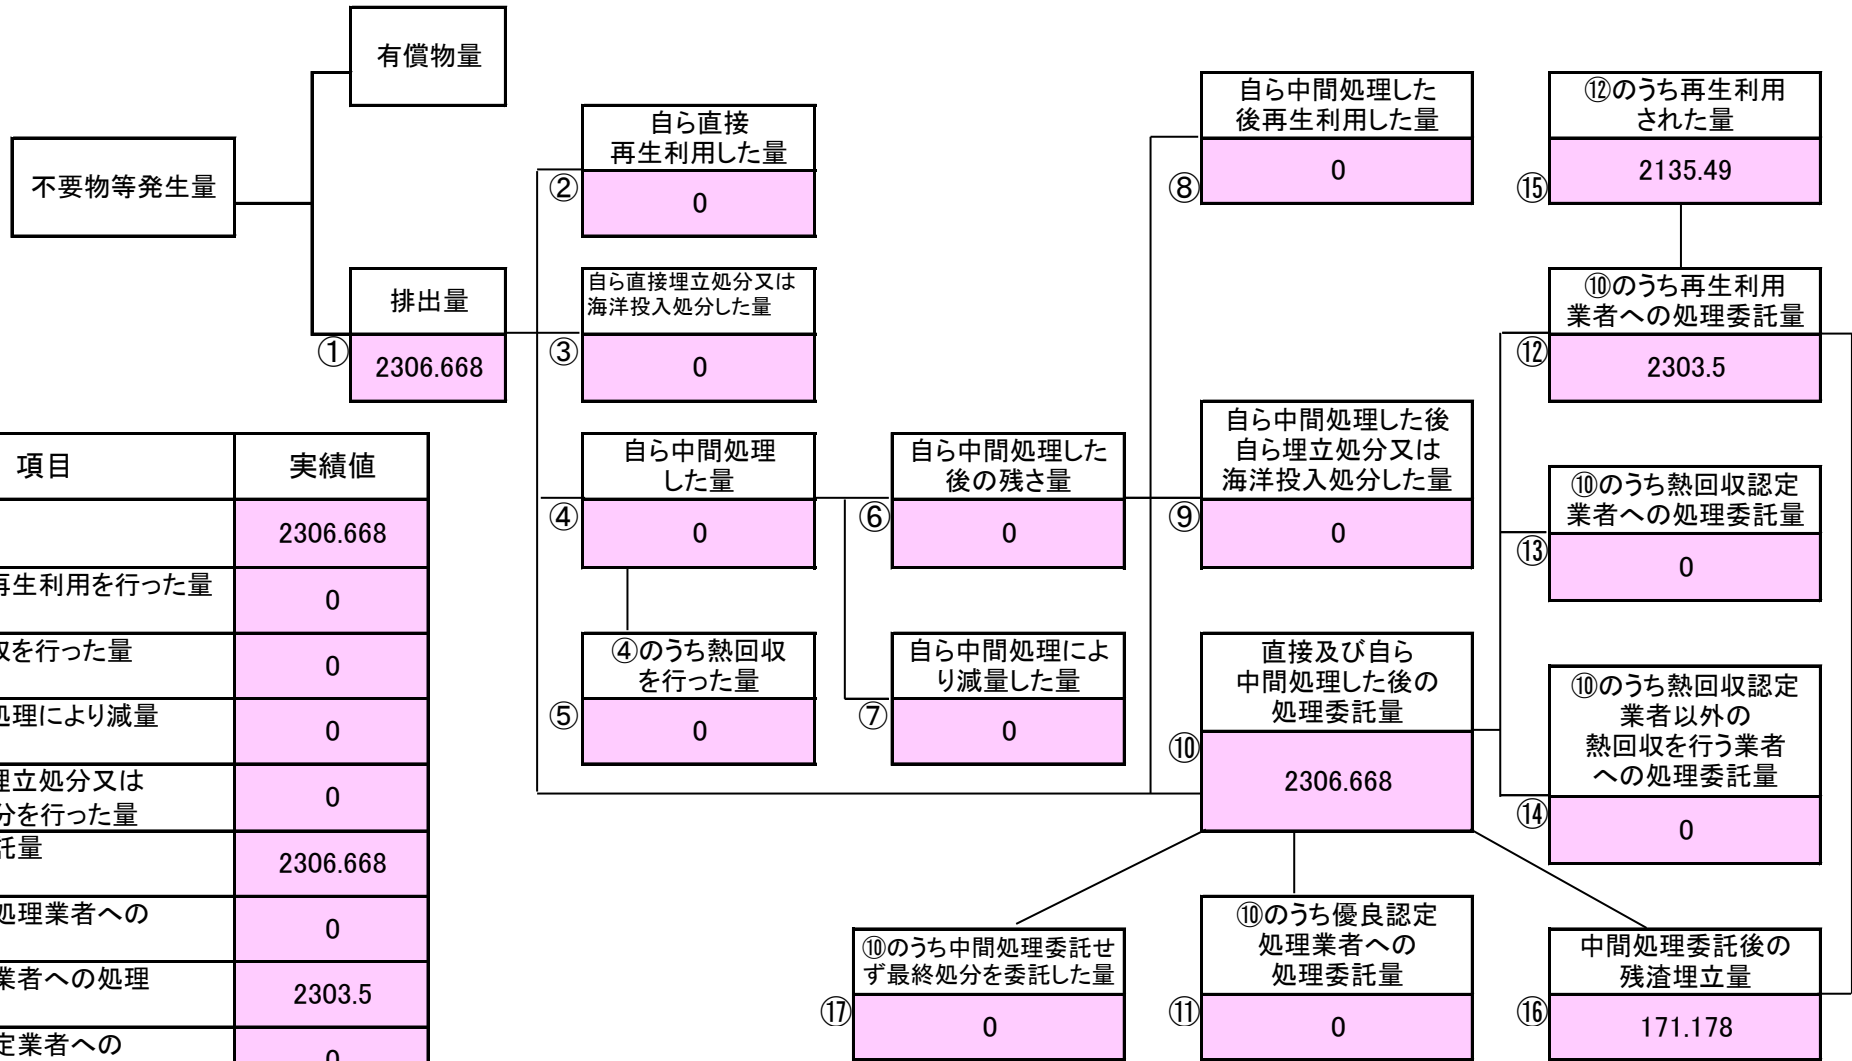 有償物量
不要物等発生量
排出量
①
2306.668
自ら直接
再生利用した量
②
0
自ら直接埋立処分又は
海洋投入処分した量
③
0
自ら中間処理
した量
④
0
④のうち熱回収
を行った量
⑤
0
自ら中間処理した
後の残さ量
⑥
0
自ら中間処理によ
り減量した量
⑦
0
自ら中間処理した
後再生利用した量
⑧
0
自ら中間処理した後
自ら埋立処分又は
海洋投入処分した量
⑨
0
直接及び自ら
中間処理した後の
処理委託量
⑩
2306.668
⑫のうち再生利用
された量
⑮
2135.49
⑩のうち再生利用
業者への処理委託量
⑫
2303.5
⑩のうち熱回収認定
業者への処理委託量
⑬
0
⑩のうち熱回収認定
業者以外の
熱回収を行う業者
への処理委託量
⑭
0
⑩のうち中間処理委託せ
ず最終処分を委託した量
⑰
0
⑩のうち優良認定
処理業者への
処理委託量
⑪
0
中間処理委託後の
残渣埋立量
⑯
171.178
項目 実績値
2306.668
再生利用を行った量 0
を行った量 0
処理により減量 0
埋立処分又は
分を行った量 0
託量 2306.668
処理業者への 0
業者への処理 2303.5
定業者への 0